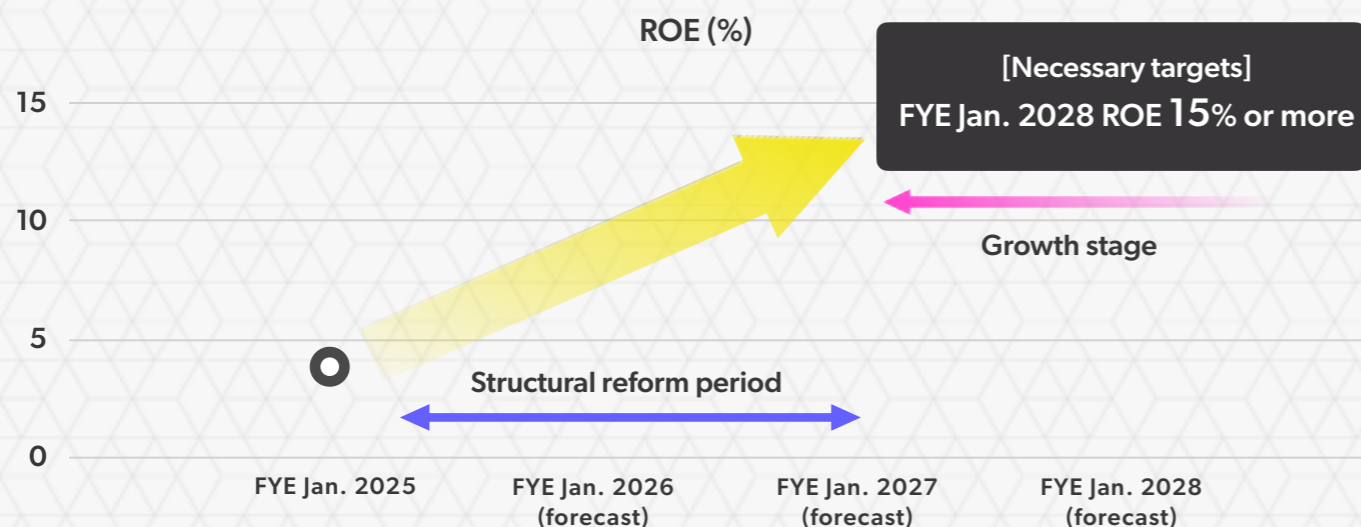 ROE (%)
[Necessary targets]
FYE Jan. 2028 ROE 15% or more
15
10
Growth stage
5
Structural reform period
0
FYE Jan. 2025
FYE Jan. 2026
(forecast)
FYE Jan. 2027
(forecast)
FYE Jan. 2028
(forecast)